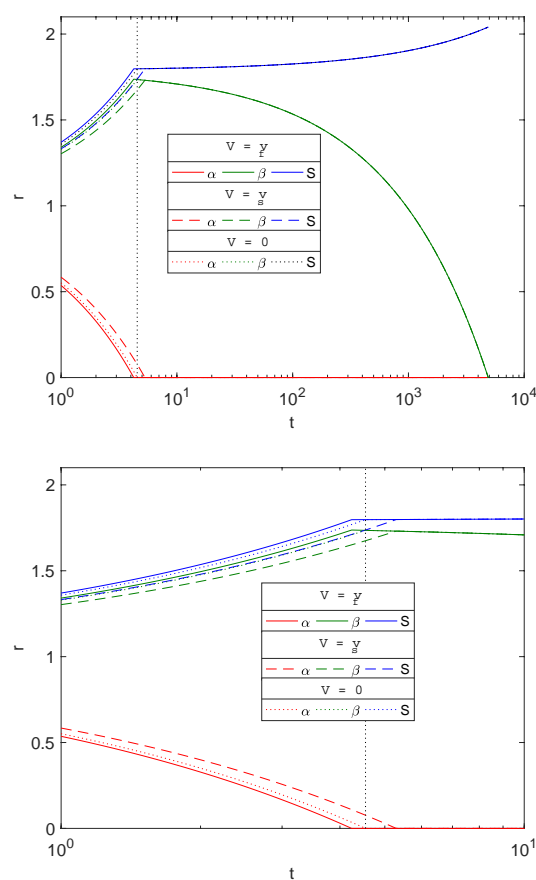 2
1.5
r
1
0.5
0
V = v
f
α β S
V = v
s
α β S
V = 0
α β S
10^0 10^1 10^2 10^3 10^4
t
2
1.5
r
1
0.5
0
V = v
f
α β S
V = v
s
α β S
V = 0
α β S
10^0 10^1
t